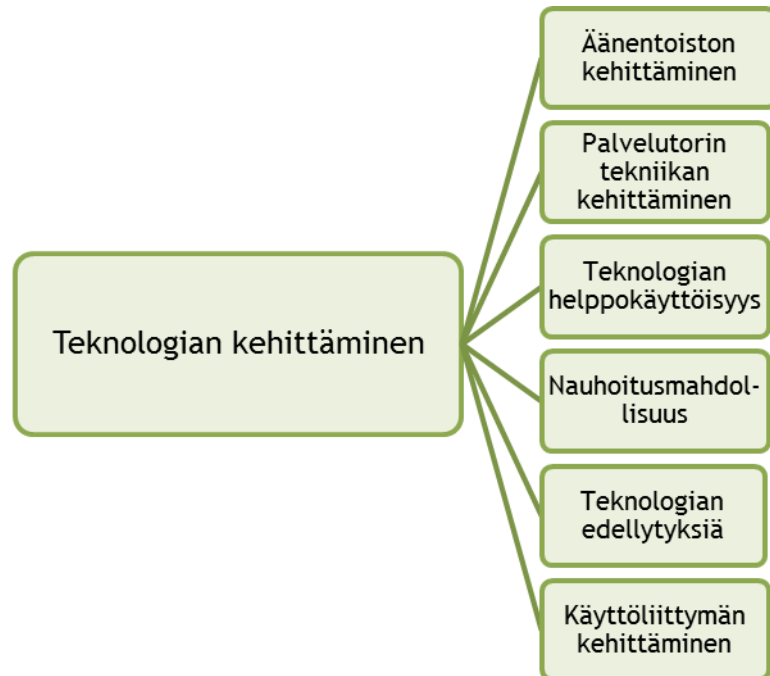 Teknologian kehittäminen
Äänentoiston
kehittäminen
Palvelutorin
tekniikan
kehittäminen
Teknologian
helppokäyttöisyys
Nauhoitusmahdol-
lisuus
Teknologian
edellytyksiä
Käyttöliittymän
kehittäminen